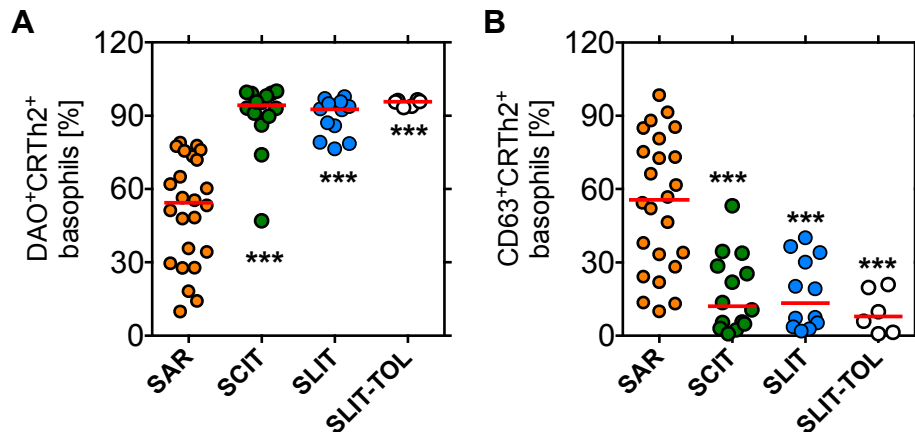 A
DAO⁺CRTh2⁺
basophils [%]
120
90
60
30
0
***
***
***
SAR
SCIT
SLIT
SLIT-TOL
B
CD63⁺CRTh2⁺
basophils [%]
120
90
60
30
0
***
***
***
SAR
SCIT
SLIT
SLIT-TOL